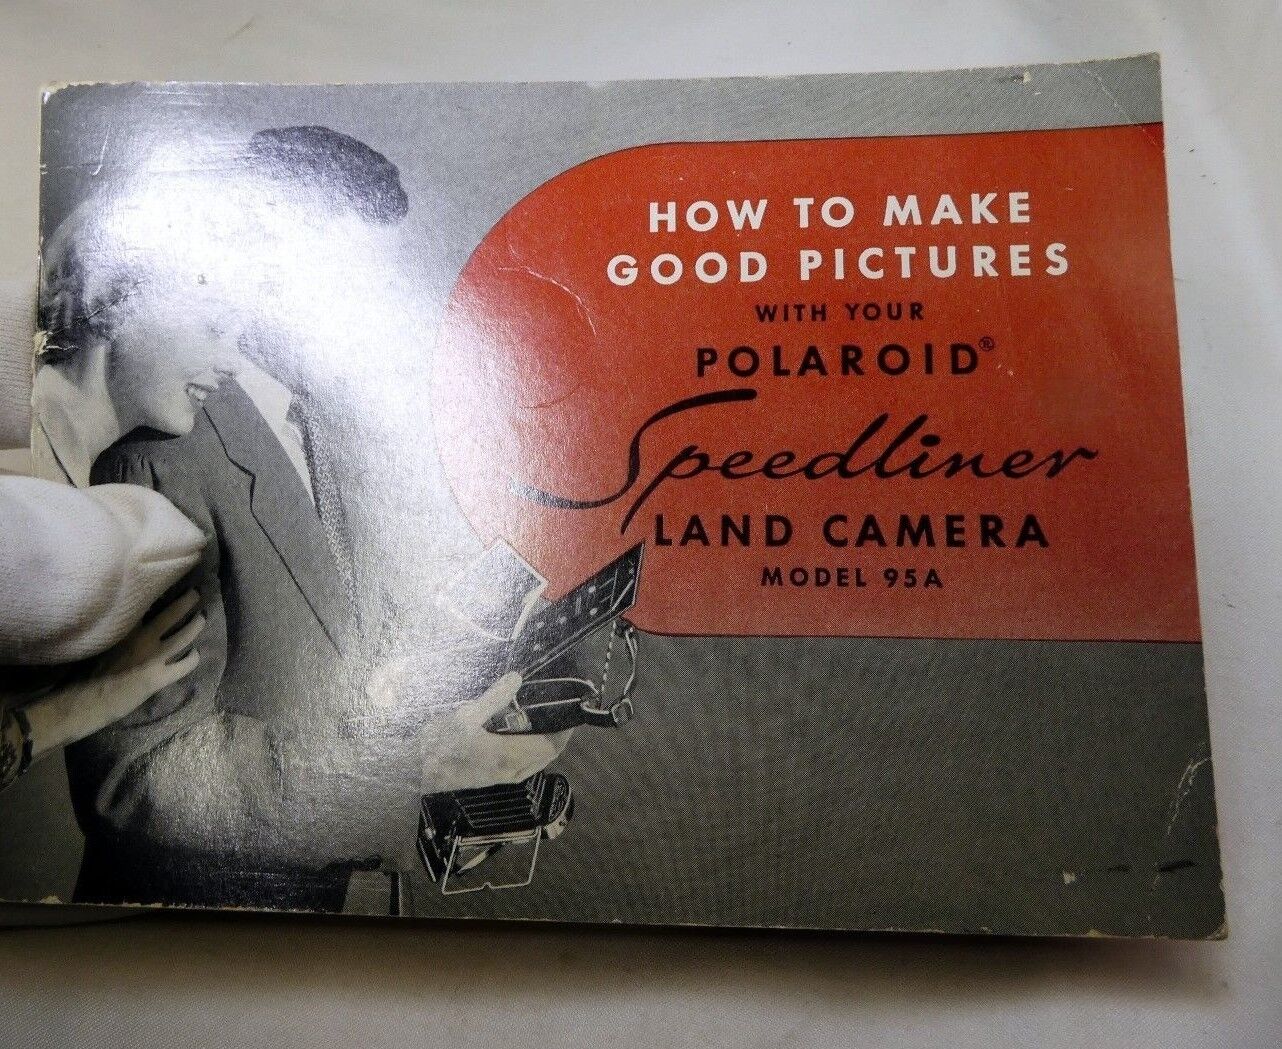 HOW TO MAKE
GOOD PICTURES
WITH YOUR
POLAROID®
Speedliner
LAND CAMERA
MODEL 95A